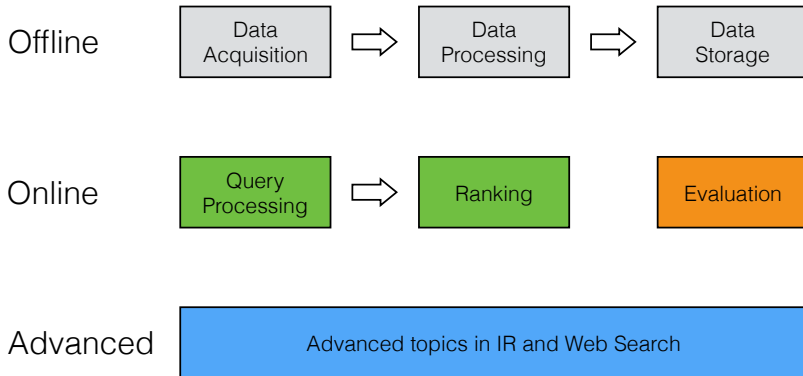 Offline
Data
Acquisition
Data
Processing
Data
Storage
Online
Query
Processing
Ranking
Evaluation
Advanced
Advanced topics in IR and Web Search